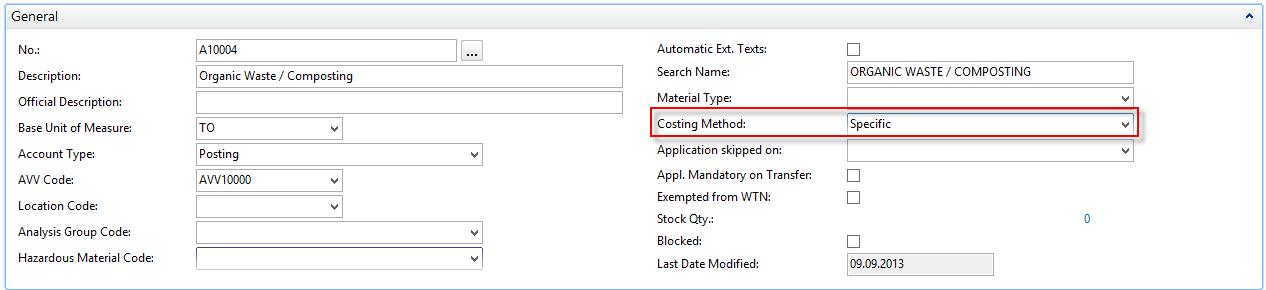 General
No.: A10004 ...
Description: Organic Waste / Composting
Official Description:
Base Unit of Measure: TO
Account Type: Posting
AVV Code: AVV10000
Location Code:
Analysis Group Code:
Hazardous Material Code:
Automatic Ext. Texts:
Search Name: ORGANIC WASTE / COMPOSTING
Material Type:
Costing Method: Specific
Application skipped on:
Appl. Mandatory on Transfer:
Exempted from WTN:
Stock Qty.: 0
Blocked:
Last Date Modified: 09.09.2013